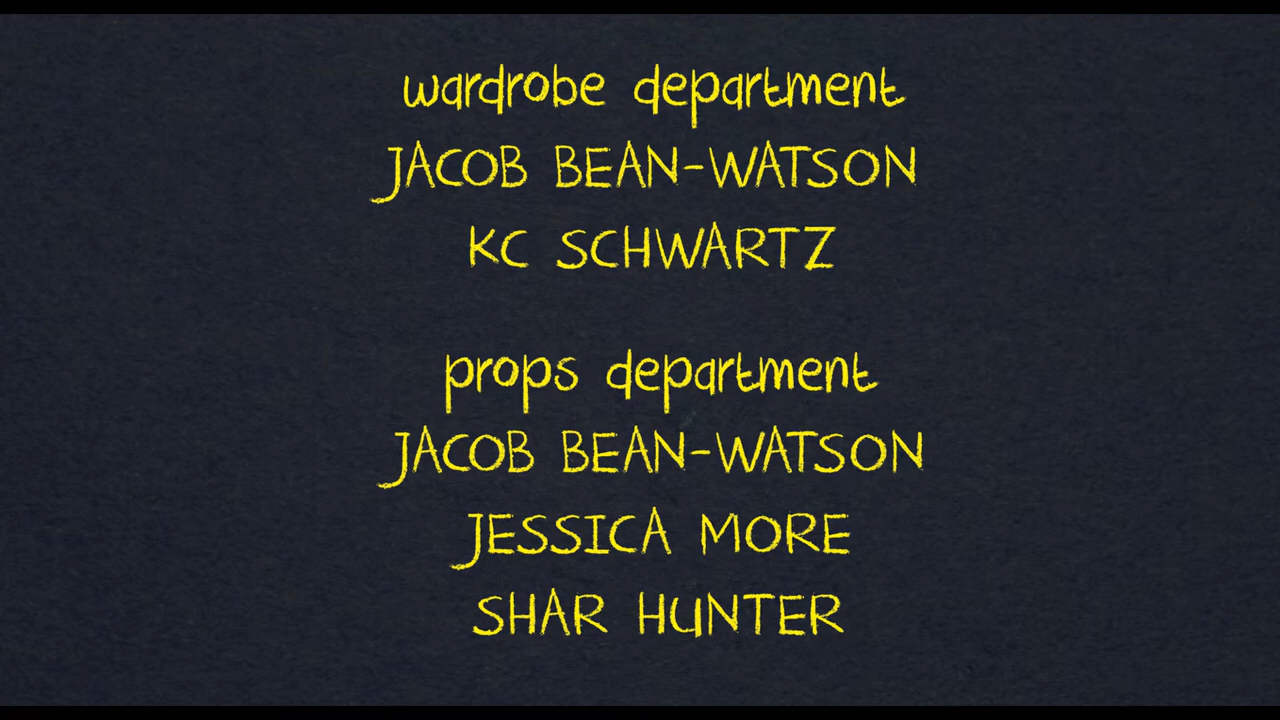 wardrobe department
JACOB BEAN-WATSON
KC SCHWARTZ
props department
JACOB BEAN-WATSON
JESSICA MORE
SHAR HUNTER